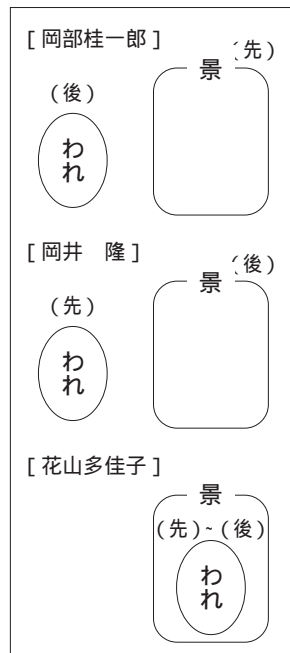 [岡部桂一郎]
(先)
景
(後)
われ
[岡井　隆]
(後)
景
(先)
われ
[花山多佳子]
景
(先)~(後)
われ